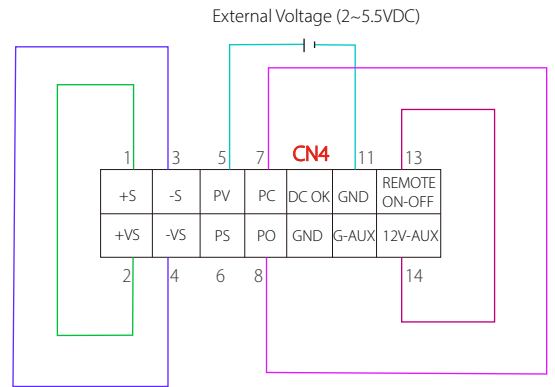 External Voltage (2~5.5VDC)
CN4
1 3 5 7 11 13
+S -S PV PC DC OK GND REMOTE ON-OFF
+VS -VS PS PO GND G-AUX 12V-AUX
2 4 6 8 14